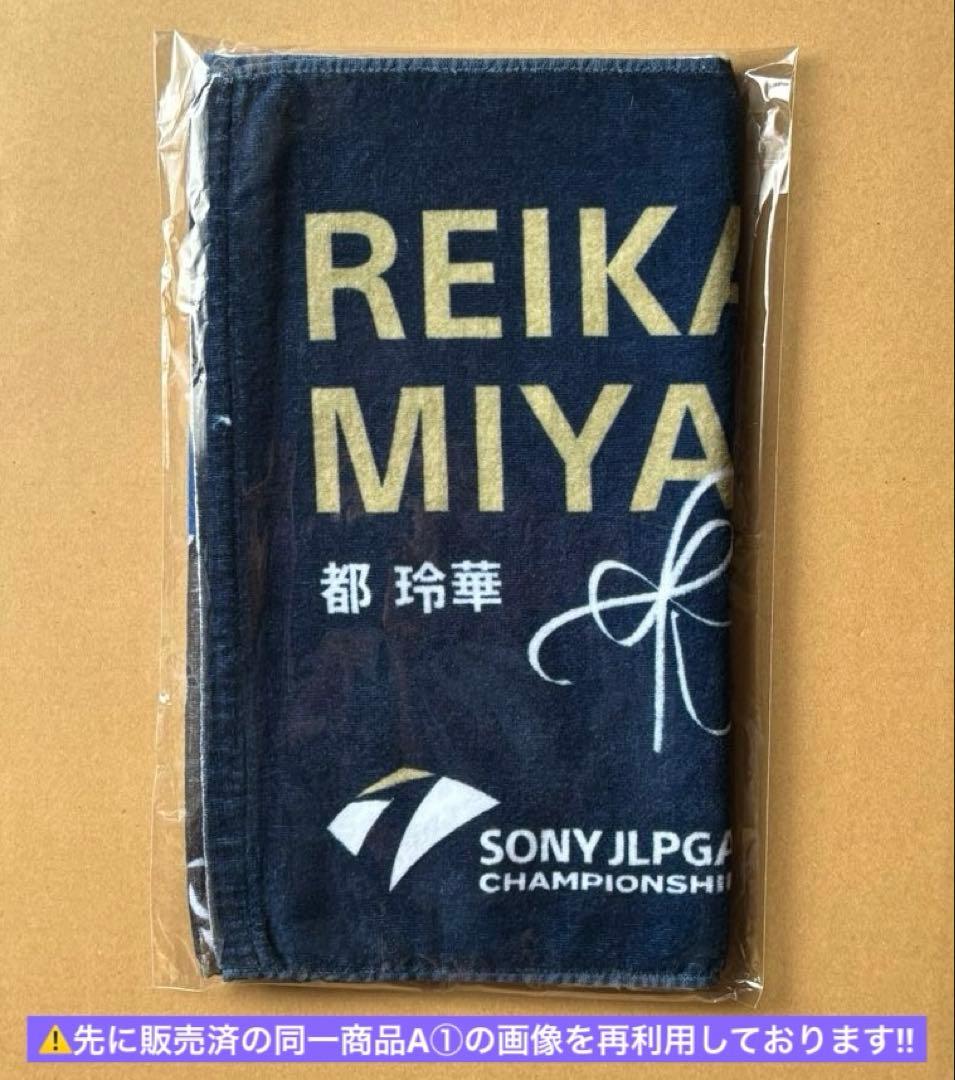 REIKA
MIYA
都 玲華
SONY JLPGA
CHAMPIONSHI
⚠️先に販売済の同一商品A①の画像を再利用しております!!